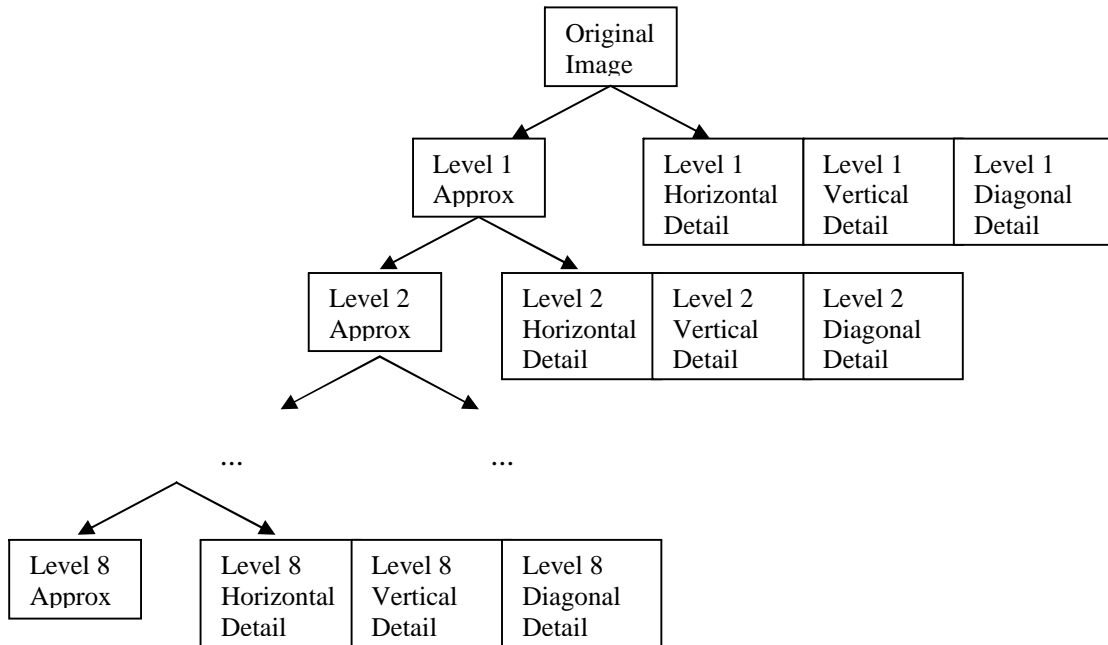 Original
Image
Level 1
Approx
Level 1
Horizontal
Detail
Level 1
Vertical
Detail
Level 1
Diagonal
Detail
Level 2
Approx
Level 2
Horizontal
Detail
Level 2
Vertical
Detail
Level 2
Diagonal
Detail
...
...
Level 8
Approx
Level 8
Horizontal
Detail
Level 8
Vertical
Detail
Level 8
Diagonal
Detail